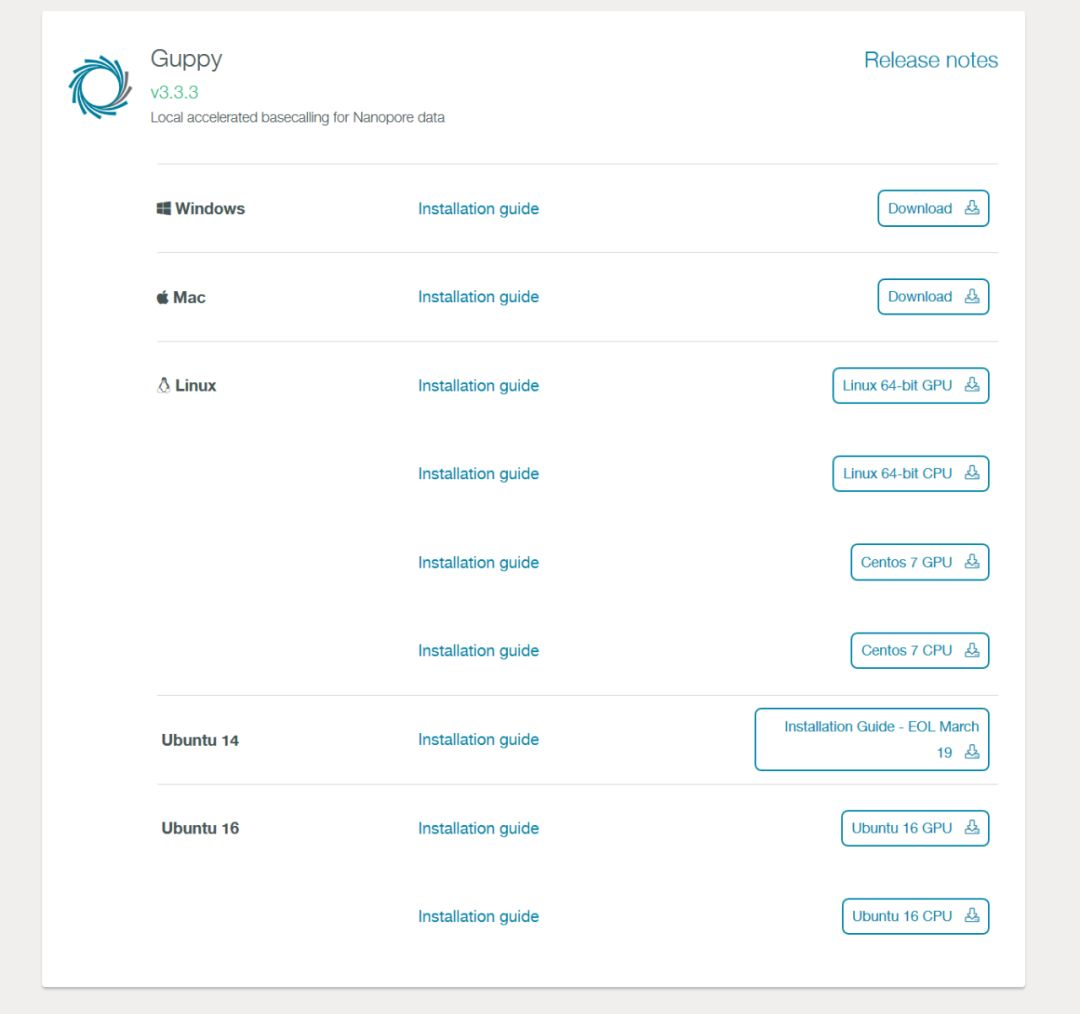 Guppy
Release notes
v3.3.3
Local accelerated basecalling for Nanopore data
Windows Installation guide Download
Mac Installation guide Download
Linux Installation guide Linux 64-bit GPU
Installation guide Linux 64-bit CPU
Installation guide Centos 7 GPU
Installation guide Centos 7 CPU
Ubuntu 14 Installation guide Installation Guide - EOL March
19
Ubuntu 16 Installation guide Ubuntu 16 GPU
Installation guide Ubuntu 16 CPU